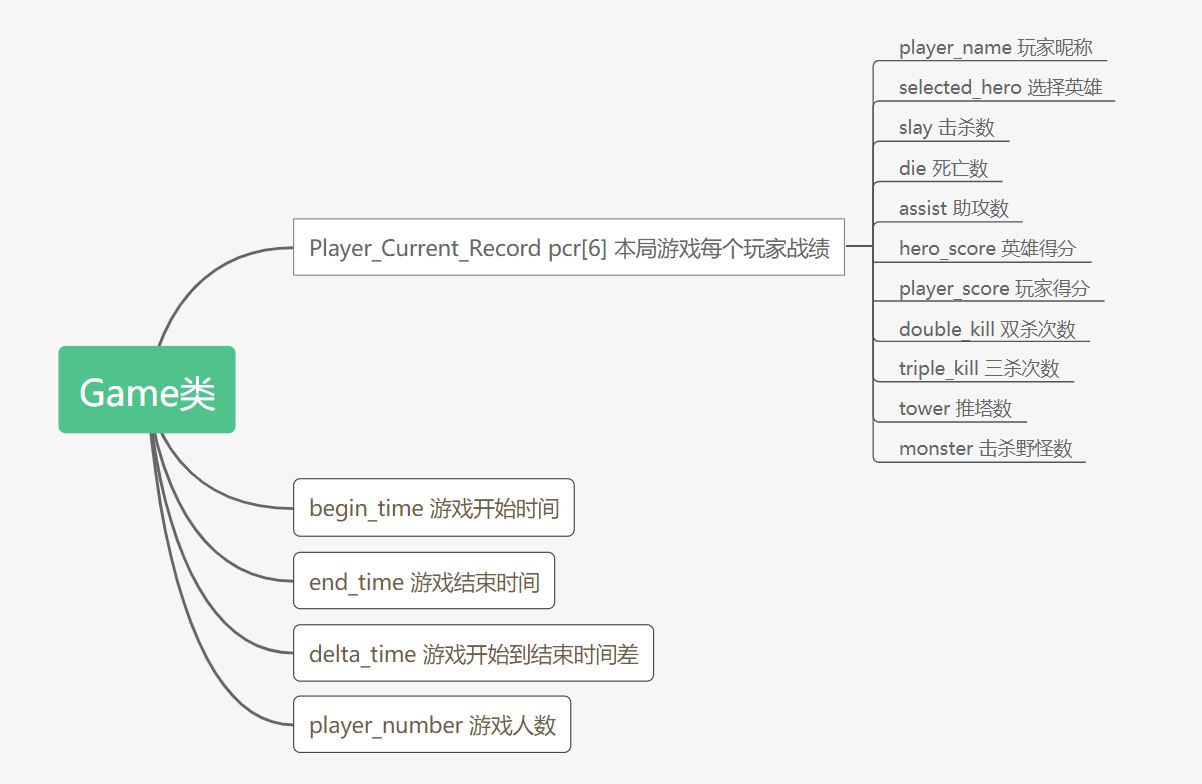 player_name 玩家昵称
selected_hero 选择英雄
slay 击杀数
die 死亡数
assist 助攻数
Player_Current_Record pcr[6] 本局游戏每个玩家战绩
hero_score 英雄得分
player_score 玩家得分
double_kill 双杀次数
triple_kill 三杀次数
Game类
tower 推塔数
monster 击杀野怪数
begin_time 游戏开始时间
end_time 游戏结束时间
delta_time 游戏开始到结束时间差
player_number 游戏人数